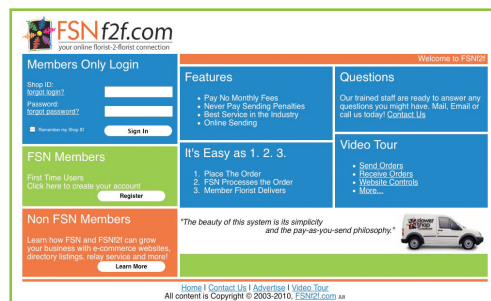 FSNf2f.com
your online florist-2-florist connection
Welcome to FSNf2f
Members Only Login
Shop ID:
forgot login?
Password:
forgot password?
Remember my Shop ID
Sign In
FSN Members
First Time Users
Click here to create your account
Register
Non FSN Members
Learn how FSN and FSNf2f can grow
your business with e-commerce websites,
directory listings, relay service and more!
Learn More!
Features
• Pay No Monthly Fees
• Never Pay Sending Penalties
• Best Service in the Industry
• Online Sending
Questions
Our trained staff are ready to answer any
questions you might have. Mail, Email or
call us today! Contact Us
It's Easy as 1. 2. 3.
1. Place The Order
2. FSN Processes the Order
3. Member Florist Delivers
Video Tour
• Send Orders
• Receive Orders
• Website Controls
• More...
"The beauty of this system is its simplicity
and the pay-as-you-send philosophy."
flower
shop
Home | Contact Us | Advertise | Video Tour
All content is Copyright © 2003-2010, FSNf2f.com